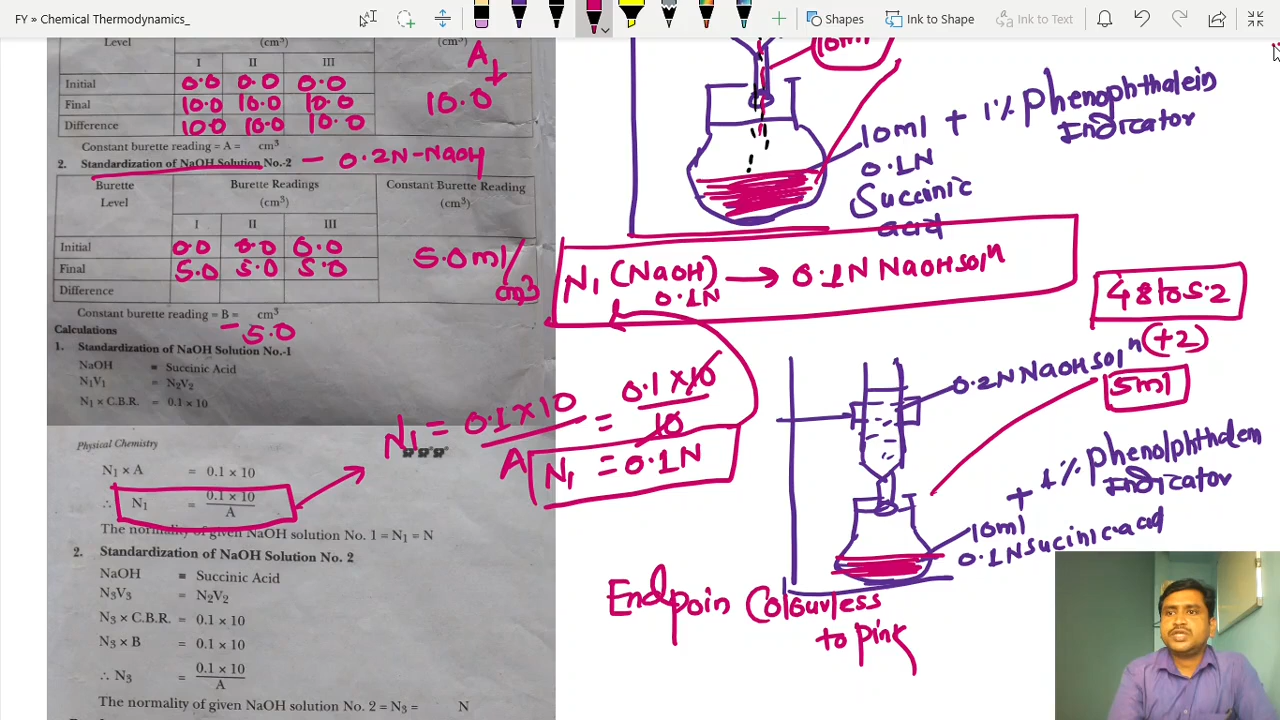 FY » Chemical Thermodynamics_
Shapes
Ink to Shape
Ink to Text
Level
(cm³)
(cm³)
A
I II III
Initial 0.0 0.0 0.0
Final 10.0 10.0 10.0
10.0
Difference 10.0 10.0 10.0
Constant burette reading = A = cm³
2. Standardization of NaOH Solution No.-2 – 0.2N-NaOH
Burette Level
Burette Readings (cm³)
Constant Burette Reading (cm³)
I II III
Initial 0.0 0.0 0.0
Final 5.0 5.0 5.0
5.0ml/cm3
Difference
Constant burette reading = B = cm³
– 5.0
Calculations
1. Standardization of NaOH Solution No.-1
NaOH ≡ Succinic Acid
N₁V₁ = N₂V₂
N₁ × C.B.R. = 0.1 × 10
Physical Chemistry
N₁ × A = 0.1 × 10
∴ N₁ = 0.1 × 10 / A
The normality of given NaOH solution No. 1 = N₁ = N
2. Standardization of NaOH Solution No. 2
NaOH ≡ Succinic Acid
N₃V₃ = N₂V₂
N₃ × C.B.R. = 0.1 × 10
N₃ × B = 0.1 × 10
∴ N₃ = 0.1 × 10 / A
The normality of given NaOH solution No. 2 = N₃ = N
N₁ = 0.1×10 / A = 0.1×10 / 10
N₁ = 0.1N
10ml
10ml + 1% Phenophthalein
Indicator
0.1N
Succinic
acid
N₁ (NaOH) → 0.1N NaOH solⁿ
0.1N
48 to 5.2
(+2)
0.2N NaOH solⁿ
5ml
+ 1% phenolphthalem
Indicator
10ml
0.1N succinic acid
Endpoin Colourless
to pink